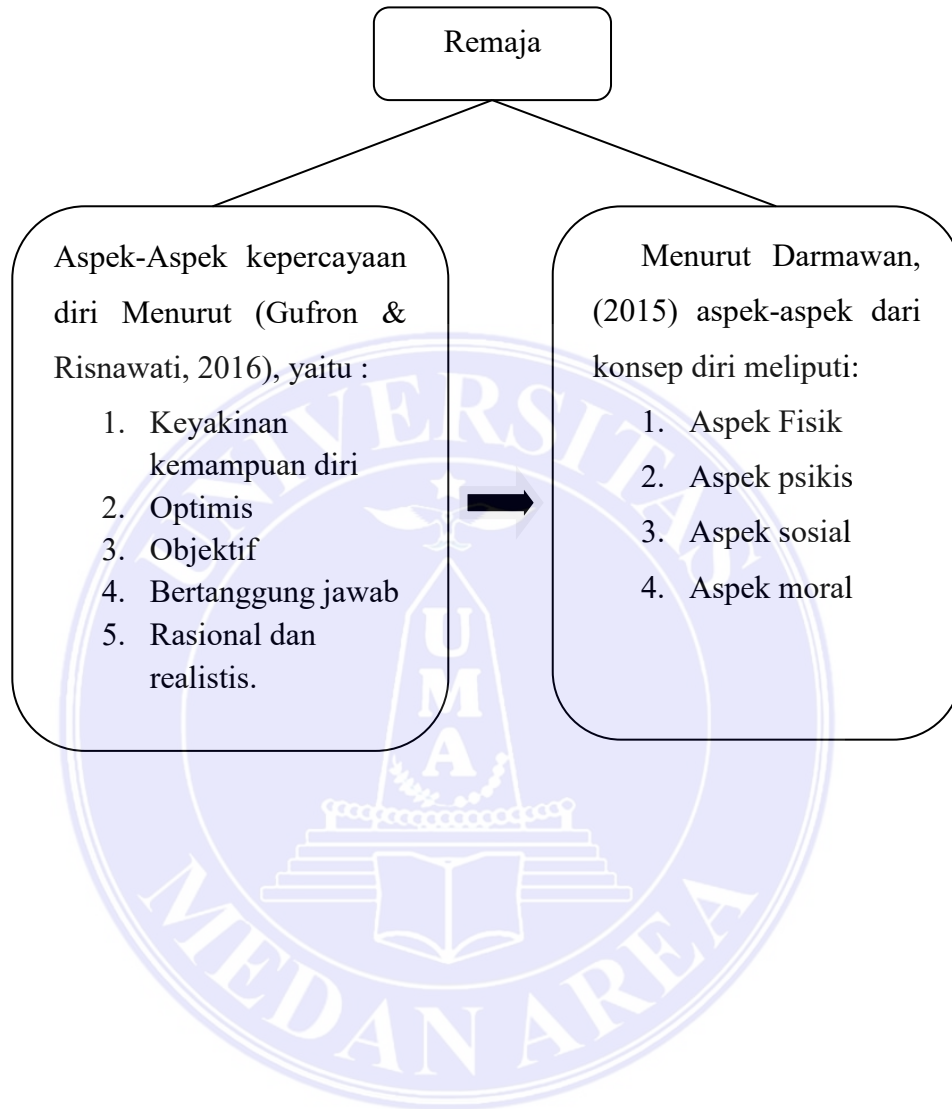 Remaja
Aspek-Aspek kepercayaan
diri Menurut (Gufron &
Risnawati, 2016), yaitu :
1. Keyakinan
kemampuan diri
2. Optimis
3. Objektif
4. Bertanggung jawab
5. Rasional dan
realistis.
Menurut Darmawan,
(2015) aspek-aspek dari
konsep diri meliputi:
1. Aspek Fisik
2. Aspek psikis
3. Aspek sosial
4. Aspek moral
UNIVERSITAS
U
M
A
MEDAN AREA